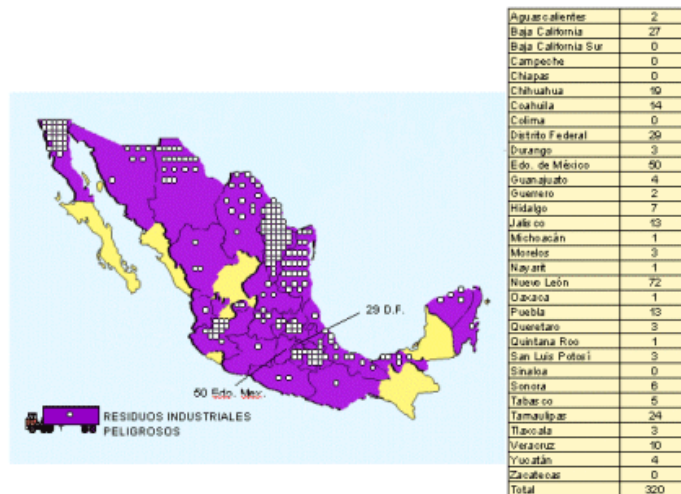 Aguascalientes 2
Baja California 27
Baja California Sur 0
Campeche 0
Chiapas 0
Chihuahua 19
Coahuila 14
Colima 0
Distrito Federal 29
Durango 3
Edo. de México 50
Guanajuato 4
Guerrero 2
Hidalgo 7
Jalisco 13
Michoacán 1
Morelos 3
Nayarit 1
Nuevo León 72
Oaxaca 1
Puebla 13
Queretaro 3
Quintana Roo 1
San Luis Potosí 3
Sinaloa 0
Sonora 6
Tabasco 5
Tamaulipas 24
Tlaxcala 3
Veracruz 10
Yucatán 4
Zacatecas 0
Total 320
29 D.F.
50 Edo. Mex.
RESIDUOS INDUSTRIALES
PELIGROSOS